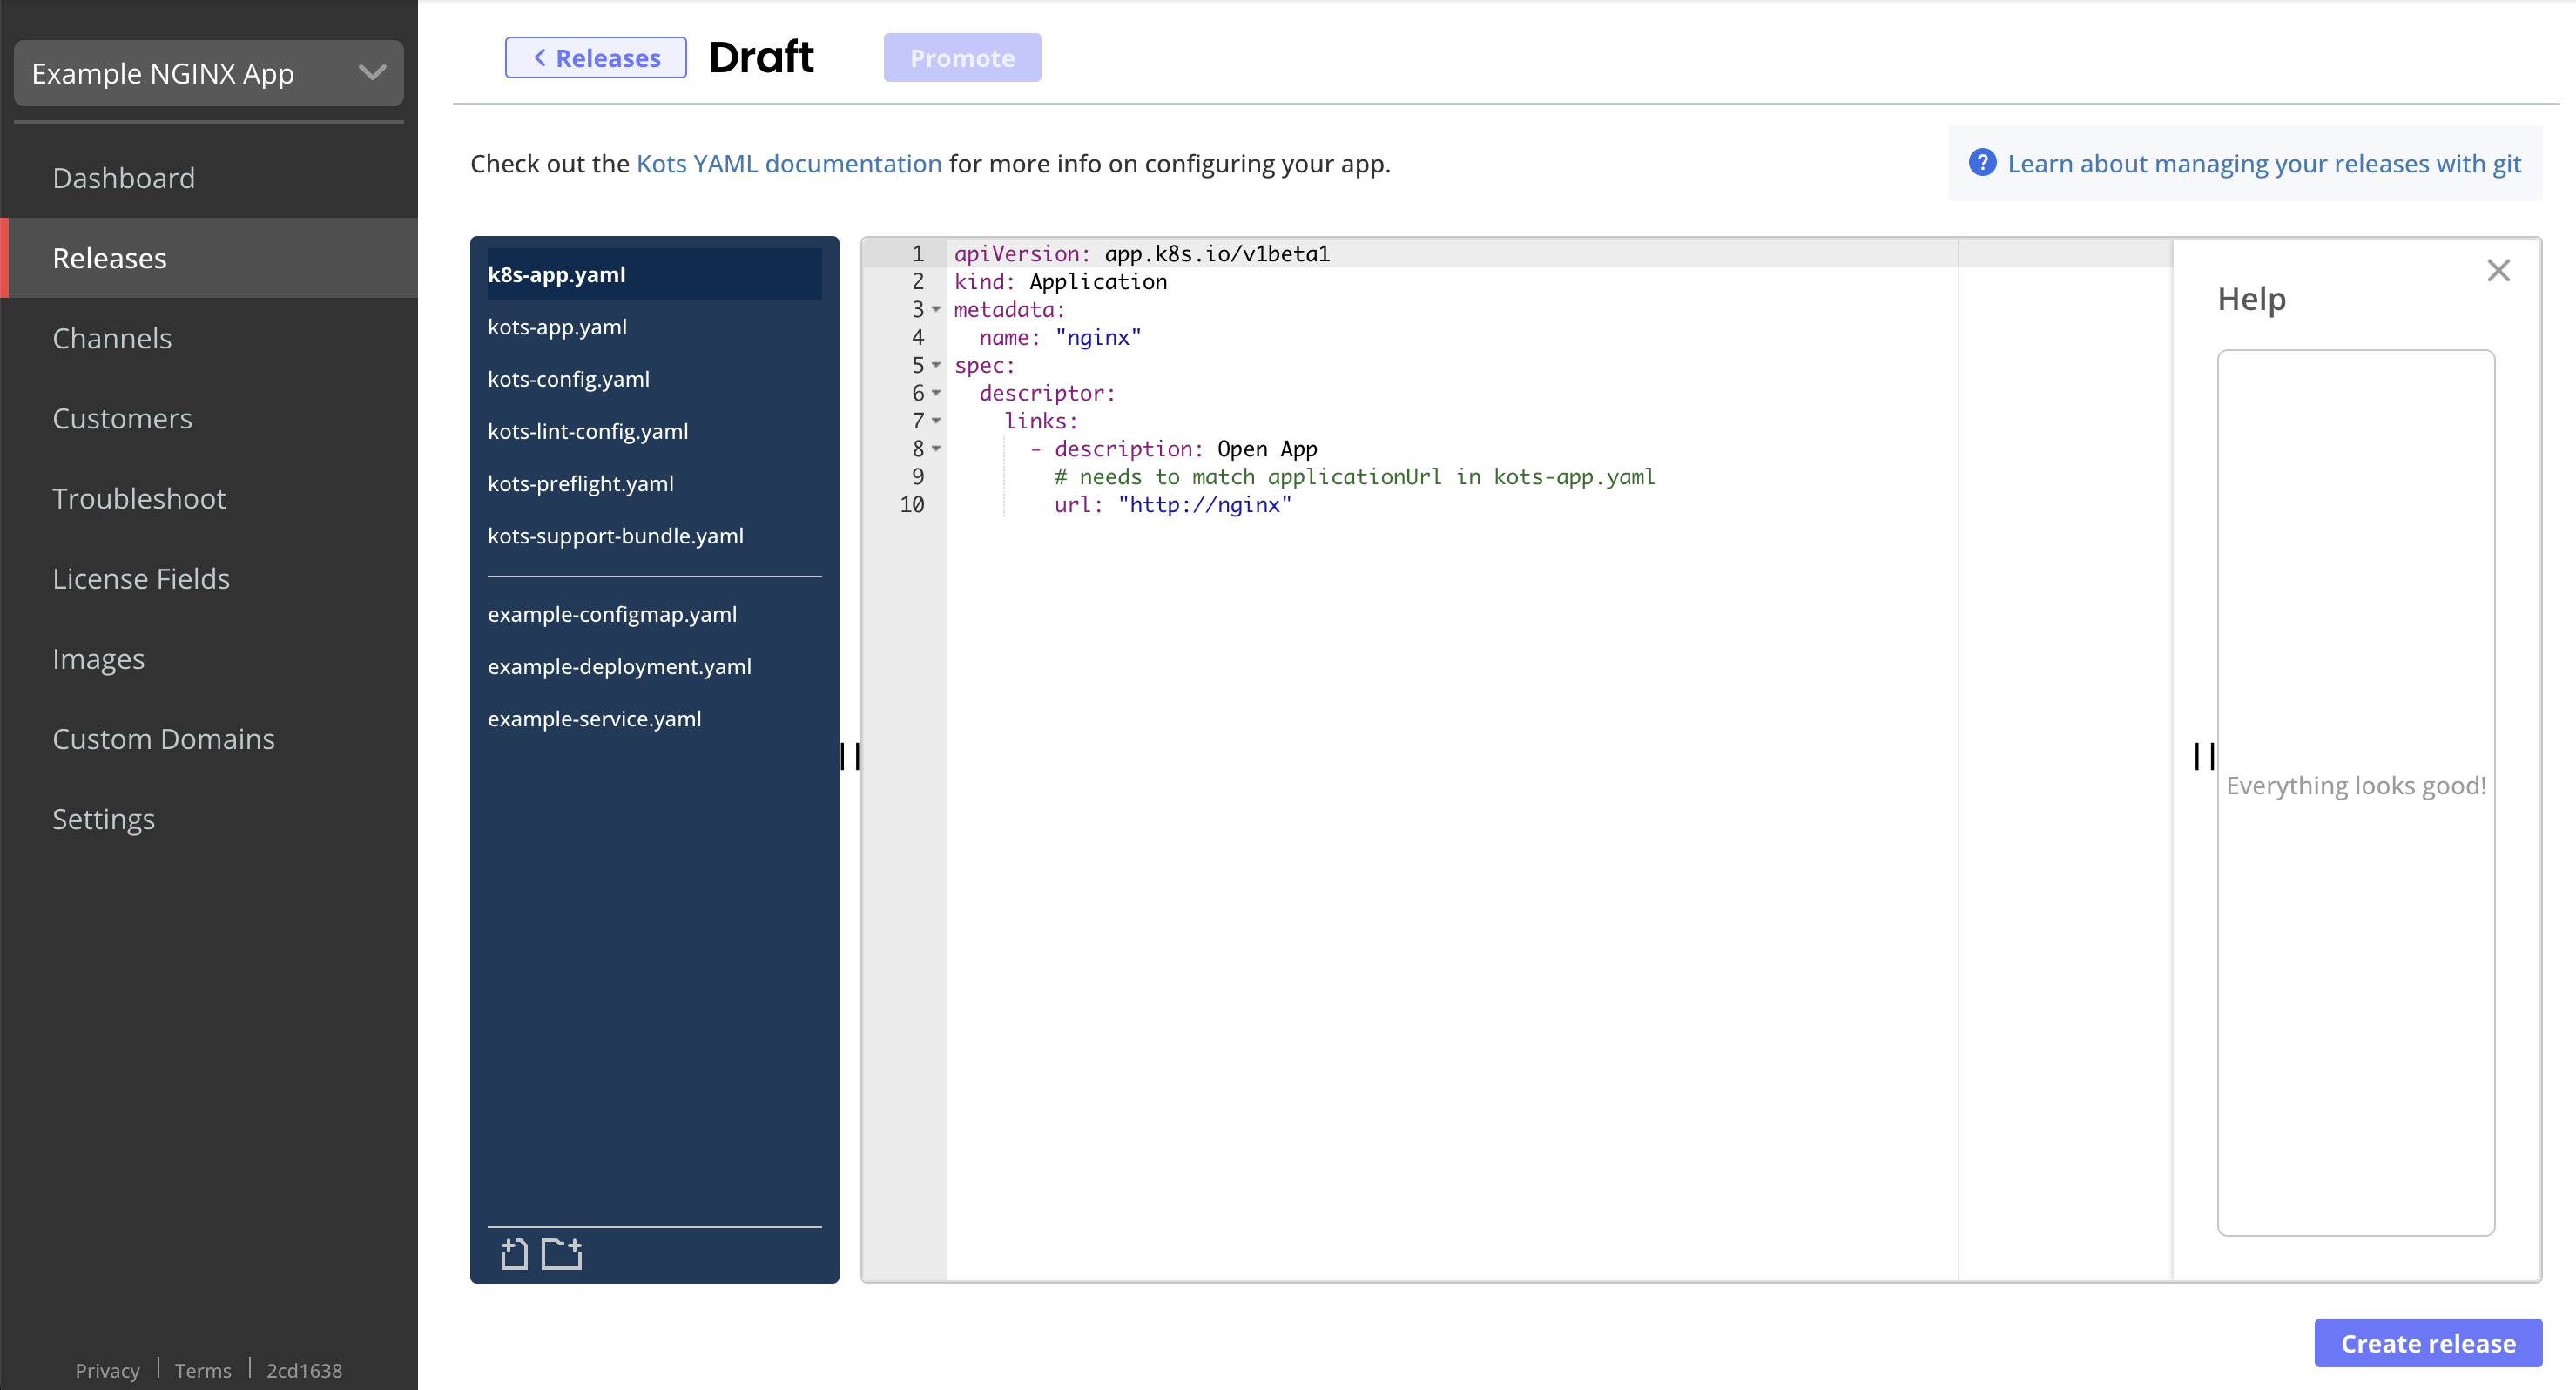 Example NGINX App
Dashboard
Releases
Channels
Customers
Troubleshoot
License Fields
Images
Custom Domains
Settings
Privacy | Terms | 2cd1638
< Releases Draft Promote
Check out the Kots YAML documentation for more info on configuring your app.
? Learn about managing your releases with git
k8s-app.yaml
kots-app.yaml
kots-config.yaml
kots-lint-config.yaml
kots-preflight.yaml
kots-support-bundle.yaml
example-configmap.yaml
example-deployment.yaml
example-service.yaml
1 apiVersion: app.k8s.io/v1beta1
2 kind: Application
3 metadata:
4   name: "nginx"
5 spec:
6   descriptor:
7     links:
8       - description: Open App
9         # needs to match applicationUrl in kots-app.yaml
10         url: "http://nginx"
Help
Everything looks good!
Create release